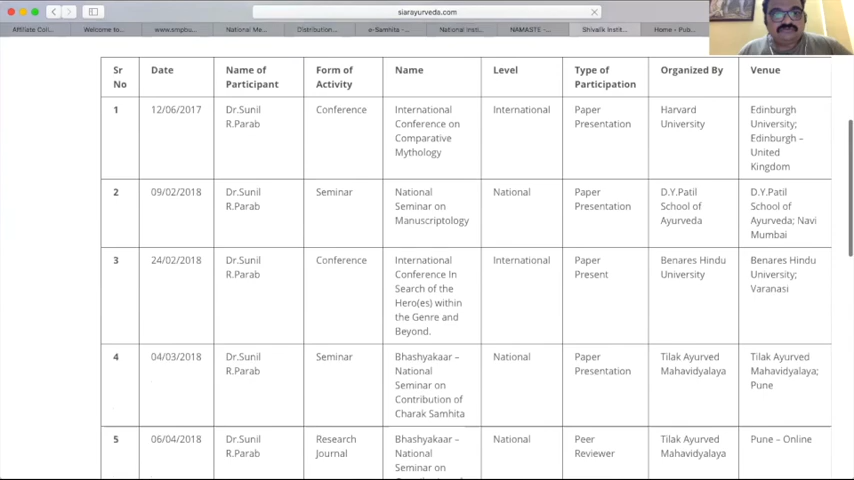 siarayurveda.com
Affiliate Coll...
Welcome to...
www.smpbu...
National Me...
Distribution...
e-Samhita -...
National Insti...
NAMASTE -...
Shivalik Instit...
Home - Pub...
Sr No
Date
Name of Participant
Form of Activity
Name
Level
Type of Participation
Organized By
Venue
1
12/06/2017
Dr.Sunil
R.Parab
Conference
International
Conference on
Comparative
Mythology
International
Paper
Presentation
Harvard
University
Edinburgh
University;
Edinburgh –
United
Kingdom
2
09/02/2018
Dr.Sunil
R.Parab
Seminar
National
Seminar on
Manuscriptology
National
Paper
Presentation
D.Y.Patil
School of
Ayurveda
D.Y.Patil
School of
Ayurveda; Navi
Mumbai
3
24/02/2018
Dr.Sunil
R.Parab
Conference
International
Conference In
Search of the
Hero(es) within
the Genre and
Beyond.
International
Paper
Present
Benares Hindu
University
Benares Hindu
University;
Varanasi
4
04/03/2018
Dr.Sunil
R.Parab
Seminar
Bhashyakaar –
National
Seminar on
Contribution of
Charak Samhita
National
Paper
Presentation
Tilak Ayurved
Mahavidyalaya
Tilak Ayurved
Mahavidyalaya;
Pune
5
06/04/2018
Dr.Sunil
R.Parab
Research
Journal
Bhashyakaar –
National
Seminar on
National
Peer
Reviewer
Tilak Ayurved
Mahavidyalaya
Pune – Online